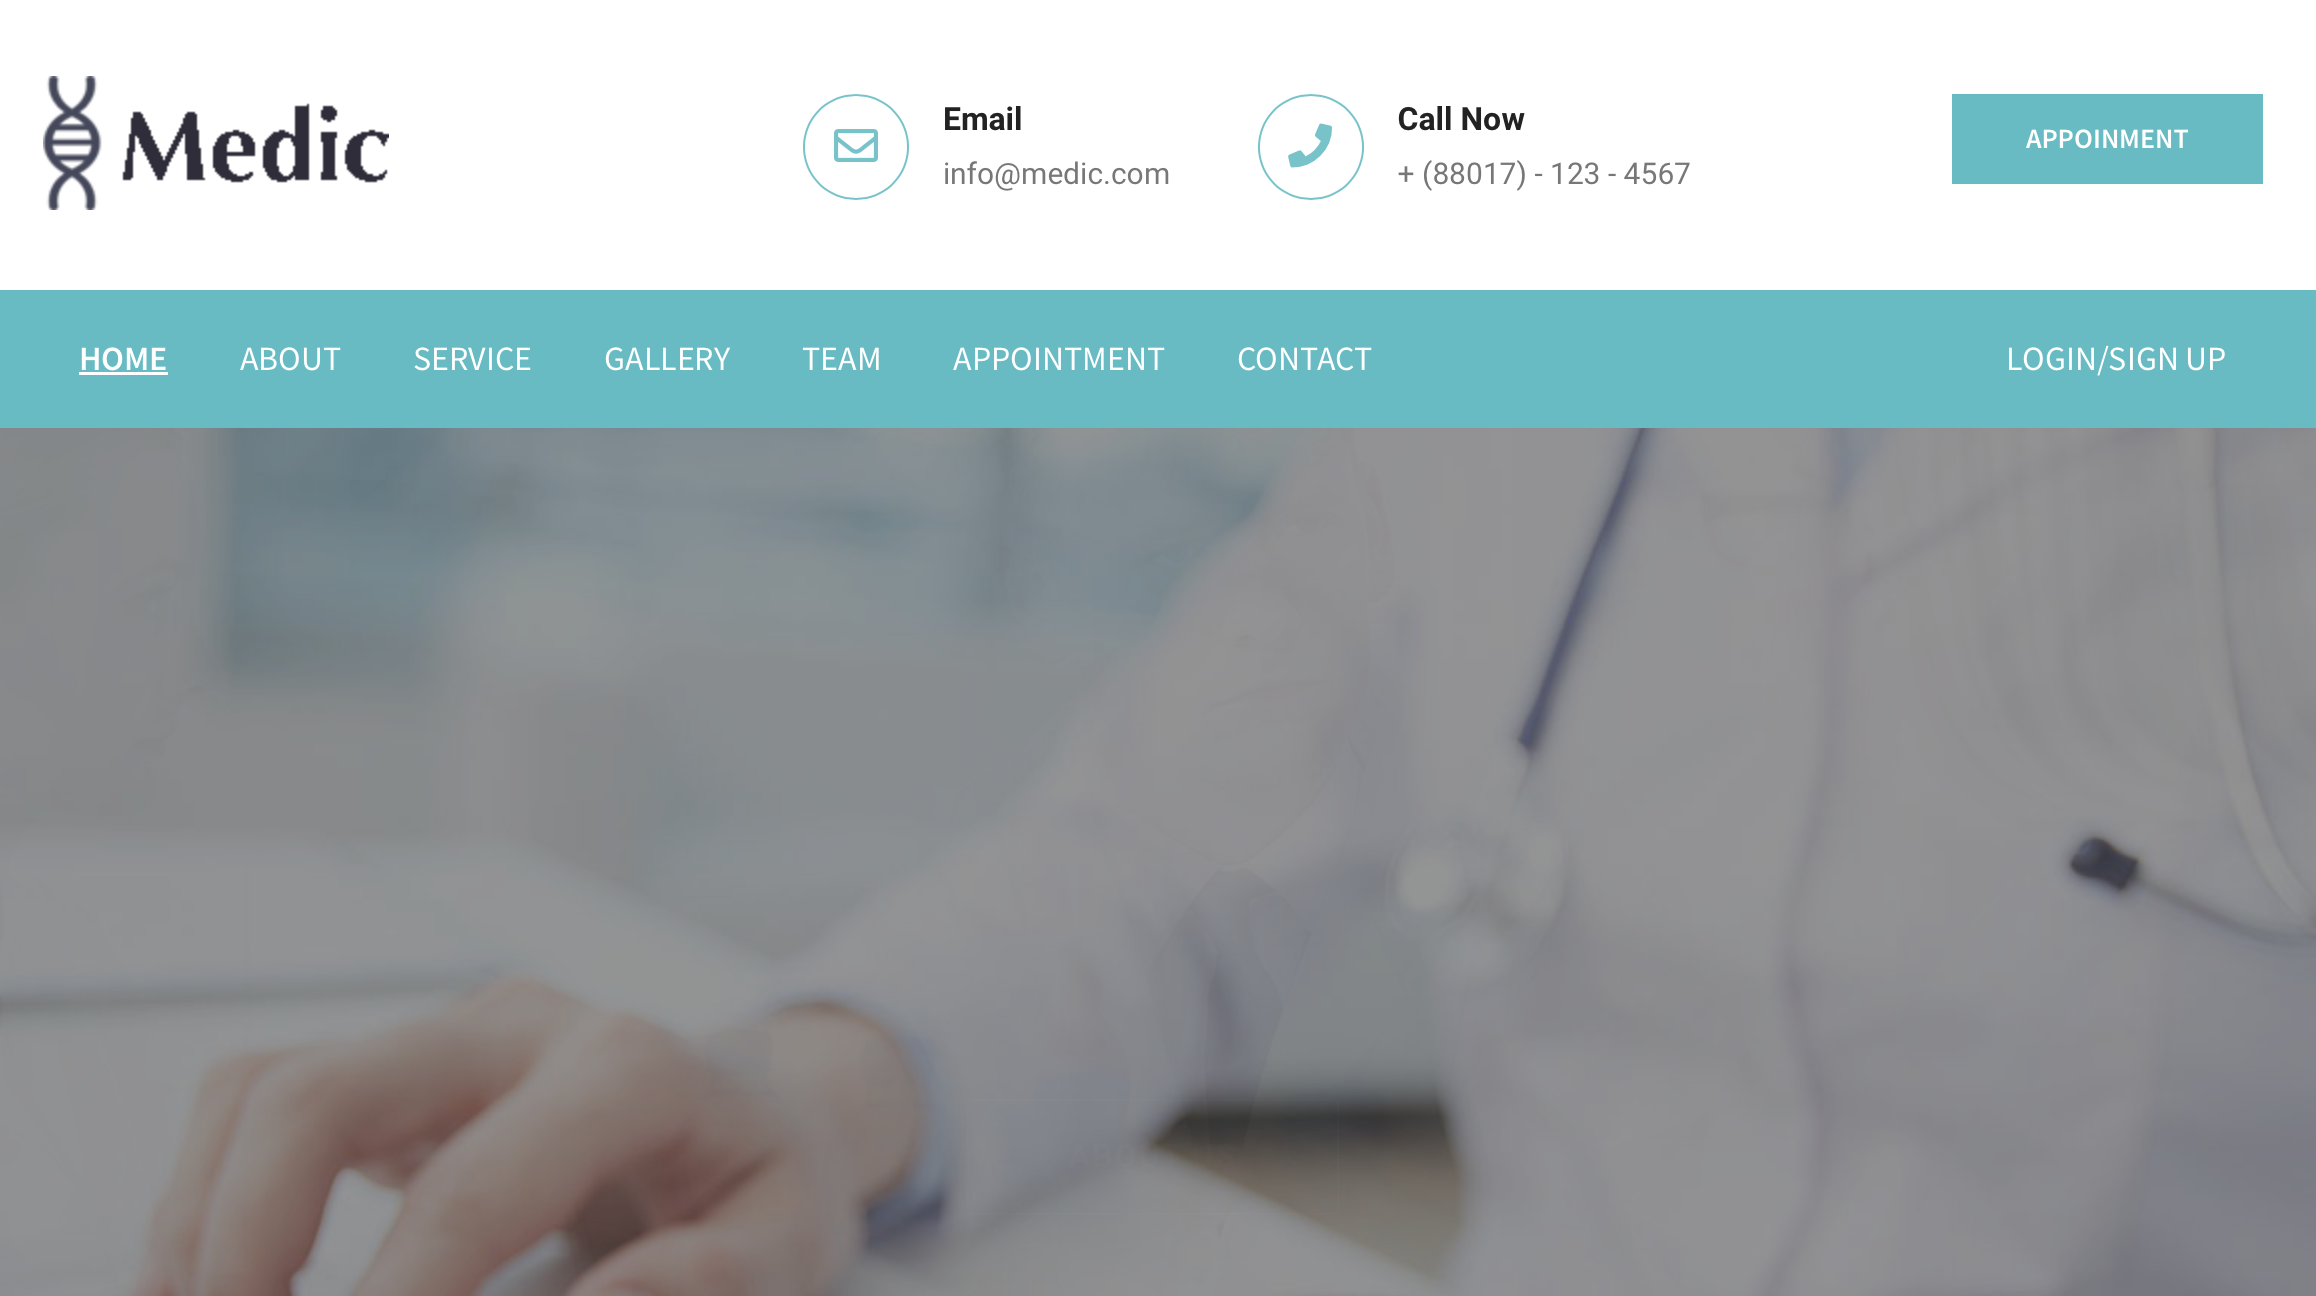 Medic
Email
info@medic.com
Call Now
+ (88017) - 123 - 4567
APPOINMENT
HOME
ABOUT
SERVICE
GALLERY
TEAM
APPOINTMENT
CONTACT
LOGIN/SIGN UP